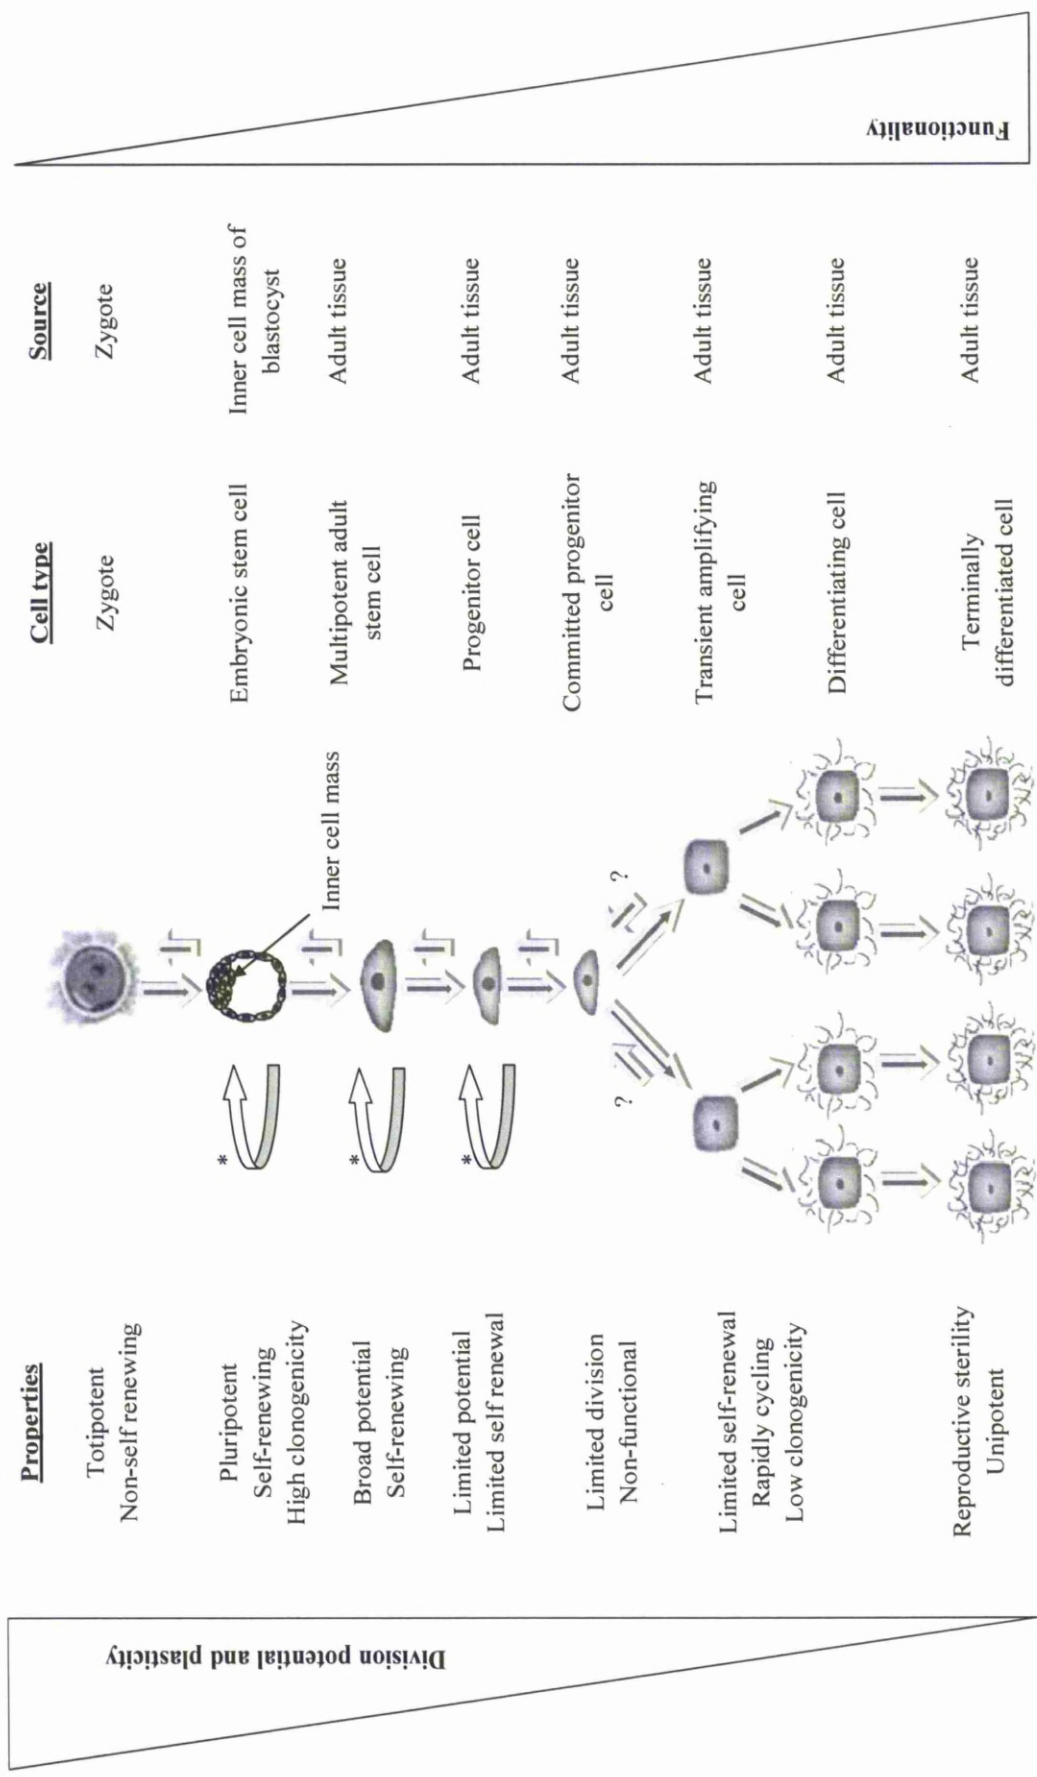 Properties
Cell type
Source
Totipotent
Non-self renewing
Zygote
Zygote
Pluripotent
Self-renewing
High clonogenicity
*
Embryonic stem cell
Inner cell mass of
blastocyst
Inner cell mass
Broad potential
Self-renewing
*
Multipotent adult
stem cell
Adult tissue
Limited potential
Limited self renewal
*
Progenitor cell
Adult tissue
Limited division
Non-functional
Committed progenitor
cell
Adult tissue
?
?
Limited self-renewal
Rapidly cycling
Low clonogenicity
Transient amplifying
cell
Adult tissue
Differentiating cell
Adult tissue
Reproductive sterility
Unipotent
Terminally
differentiated cell
Adult tissue
Division potential and plasticity
Functionality